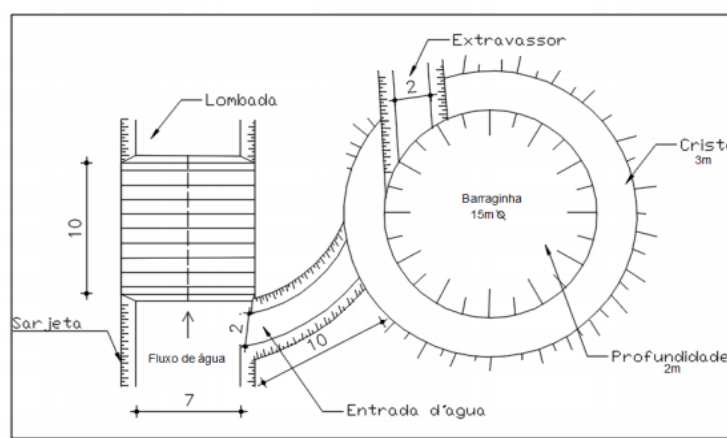 Extravassor
2
Lombada
Crista
3m
Barraginha
15m
10
Sarjeta
2
Fluxo de água
10
Profundidade
2m
7
Entrada d'agua